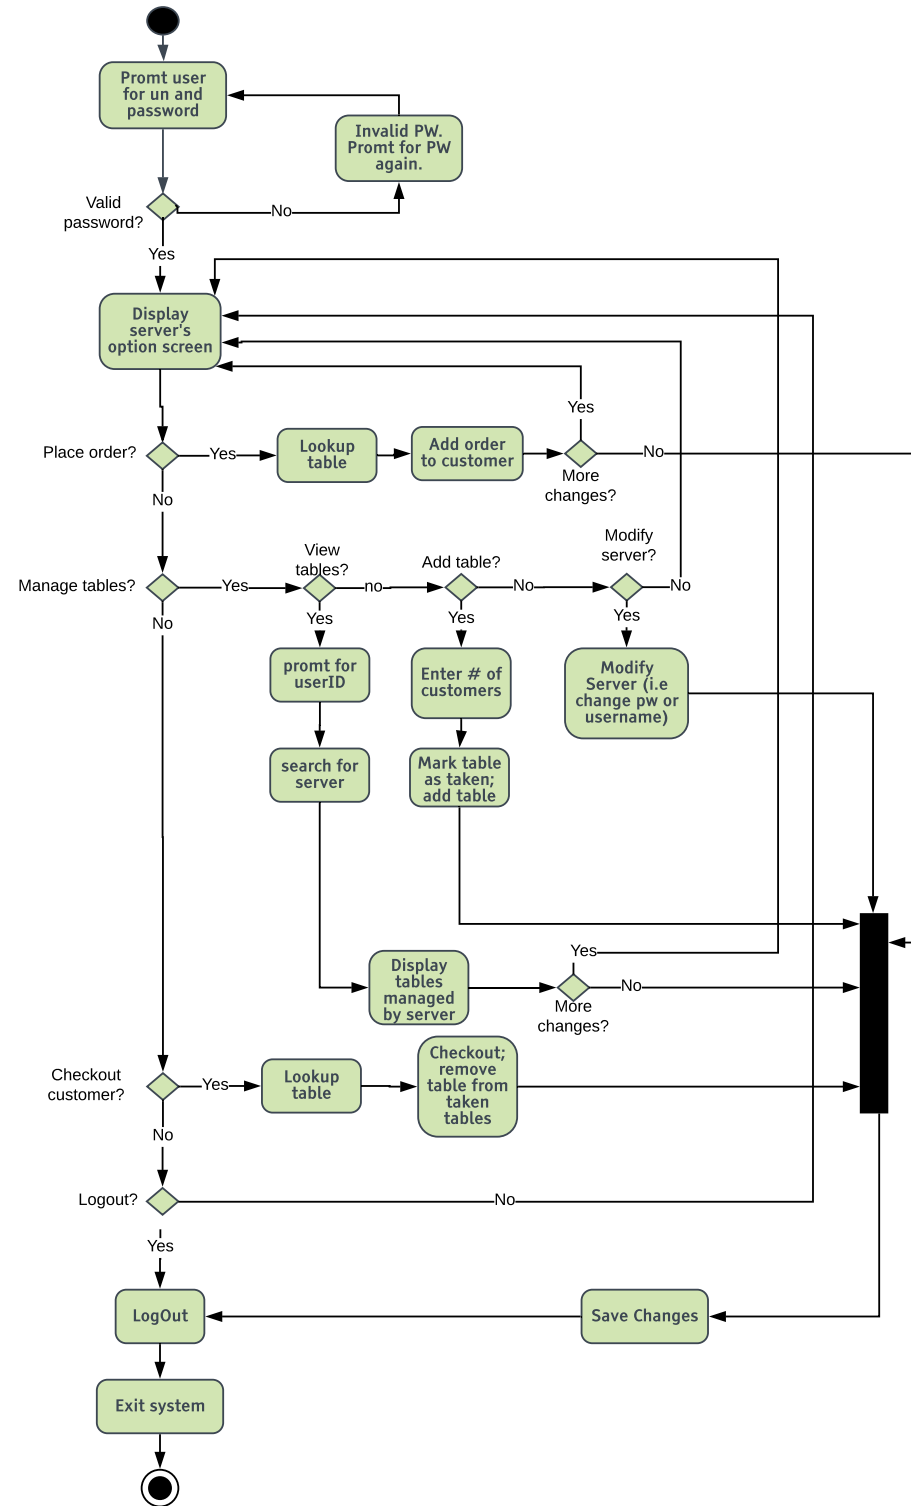 Promt user
for un and
password
Invalid PW.
Promt for PW
again.
Valid
password?
No
Yes
Display
server's
option screen
Yes
Place order?
Yes
Lookup
table
Add order
to customer
No
More
changes?
No
Modify
server?
View
tables?
Add table?
Manage tables?
Yes
no
No
No
No
Yes
Yes
Yes
promt for
userID
Enter # of
customers
Modify
Server (i.e
change pw or
username)
search for
server
Mark table
as taken;
add table
Yes
Display
tables
managed
by server
No
More
changes?
Checkout
customer?
Yes
Lookup
table
Checkout;
remove
table from
taken
tables
No
Logout?
No
Yes
LogOut
Save Changes
Exit system